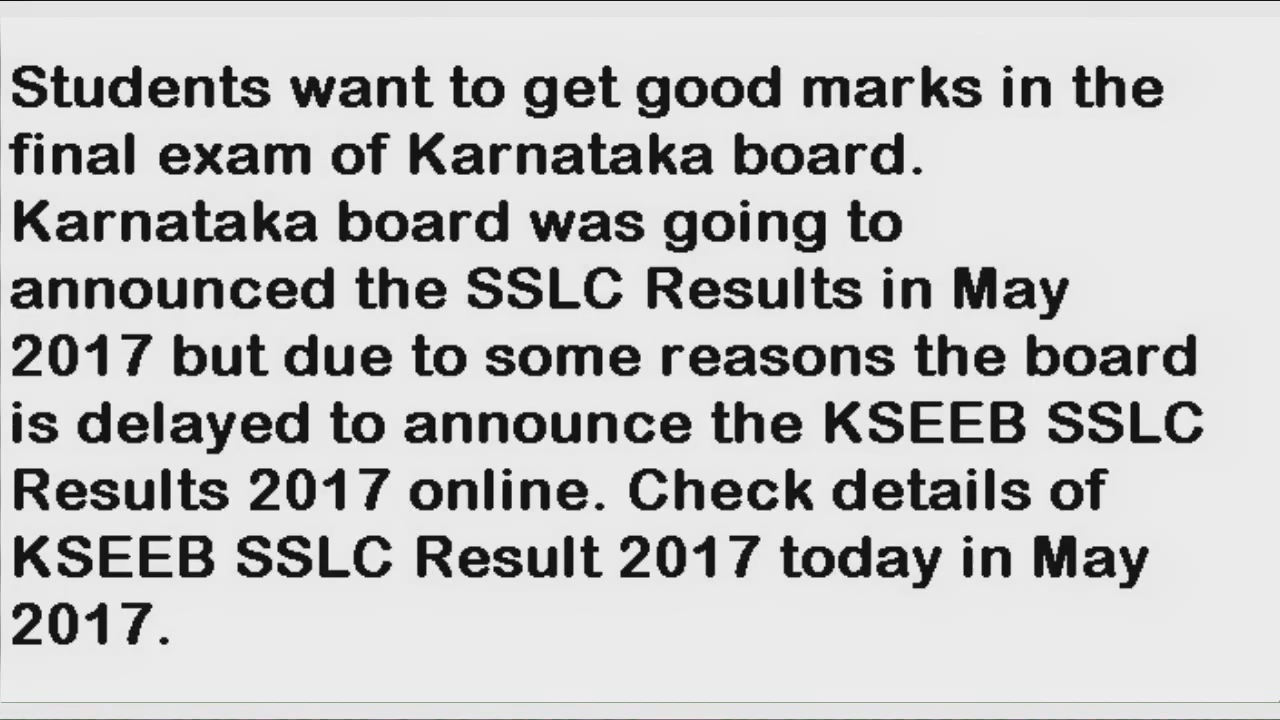 Students want to get good marks in the
final exam of Karnataka board.
Karnataka board was going to
announced the SSLC Results in May
2017 but due to some reasons the board
is delayed to announce the KSEEB SSLC
Results 2017 online. Check details of
KSEEB SSLC Result 2017 today in May
2017.